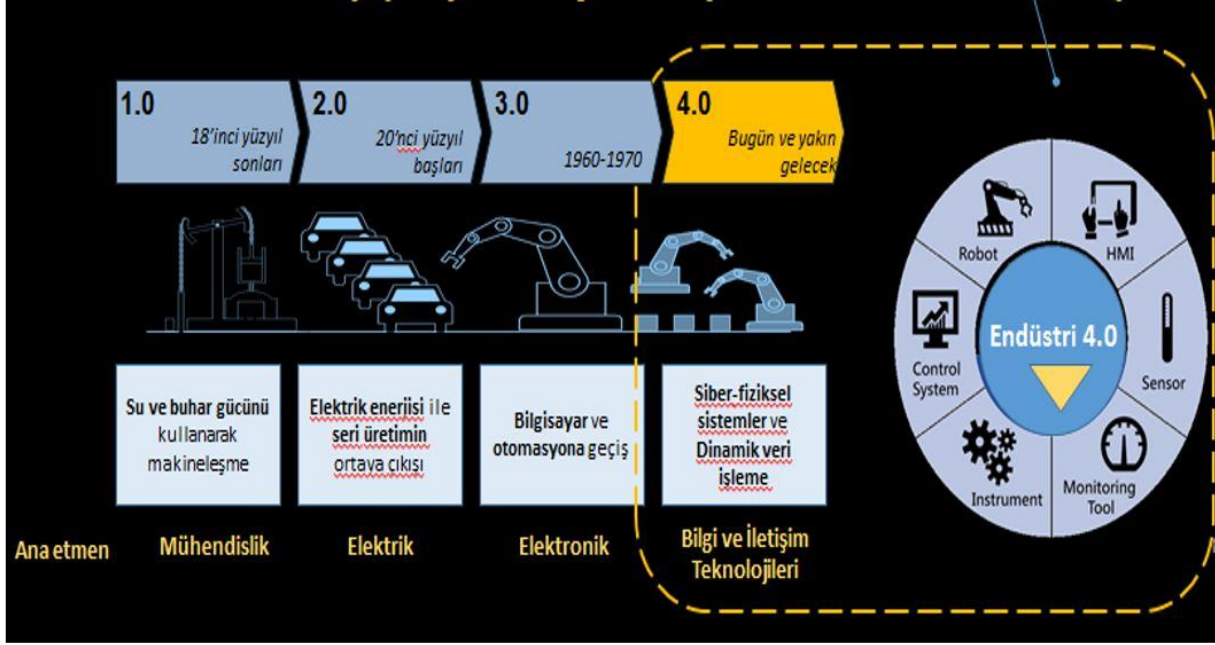 1.0
18’inci yüzyıl
sonları
2.0
20’nci yüzyıl
başları
3.0
1960-1970
4.0
Bugün ve yakın
gelecek
Su ve buhar gücünü
kullanarak
makineleşme
Elektrik enerjisi ile
seri üretimin
ortaya çıkışı
Bilgisayar ve
otomasyona geçiş
Siber-fiziksel
sistemler ve
Dinamik veri
işleme
Ana etmen
Mühendislik
Elektrik
Elektronik
Bilgi ve İletişim
Teknolojileri
Robot
HMI
Control
System
Endüstri 4.0
Sensor
Instrument
Monitoring
Tool